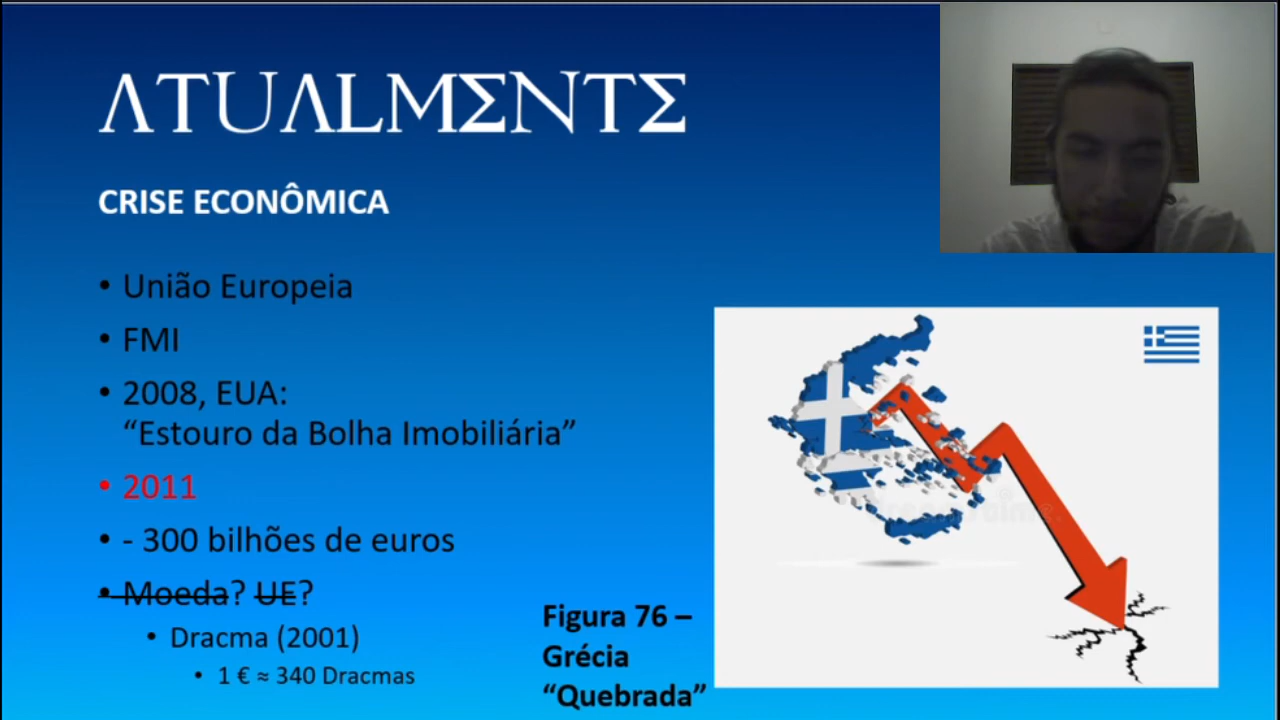 ATUALMENTE
CRISE ECONÔMICA
• União Europeia
• FMI
• 2008, EUA:
“Estouro da Bolha Imobiliária”
• 2011
• - 300 bilhões de euros
• Moeda? UE?
• Dracma (2001)
• 1 € ≈ 340 Dracmas
Figura 76 –
Grécia
“Quebrada”